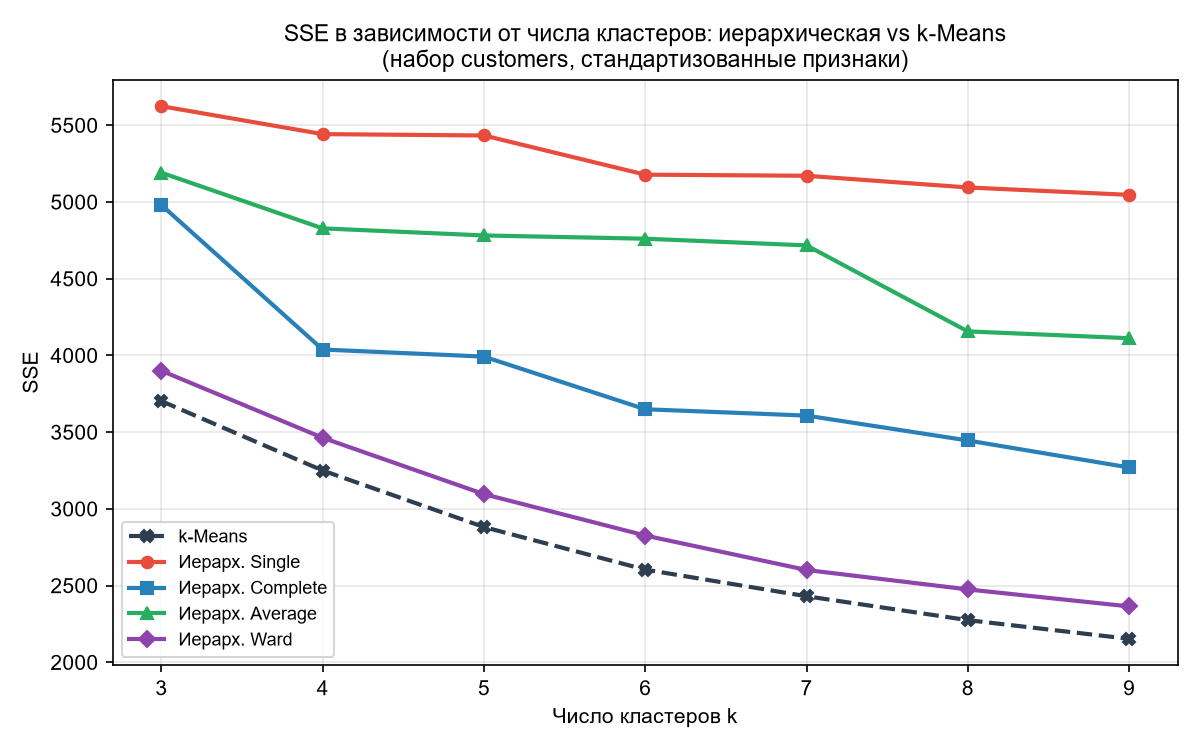 SSE в зависимости от числа кластеров: иерархическая vs k-Means
(набор customers, стандартизованные признаки)
SSE
5500
5000
4500
4000
3500
3000
2500
2000
k-Means
Иерарх. Single
Иерарх. Complete
Иерарх. Average
Иерарх. Ward
3 4 5 6 7 8 9
Число кластеров k